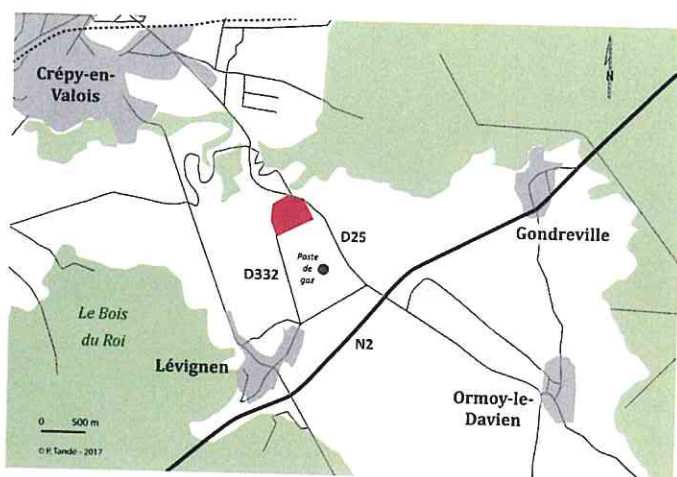 Crépy-en-
Valois
N
Gondreville
D25
Poste
de
gaz
D332
Le Bois
du Roi
Lévignen
N2
Ormoy-le-
Davien
0 500 m
© P. Tandé - 2017